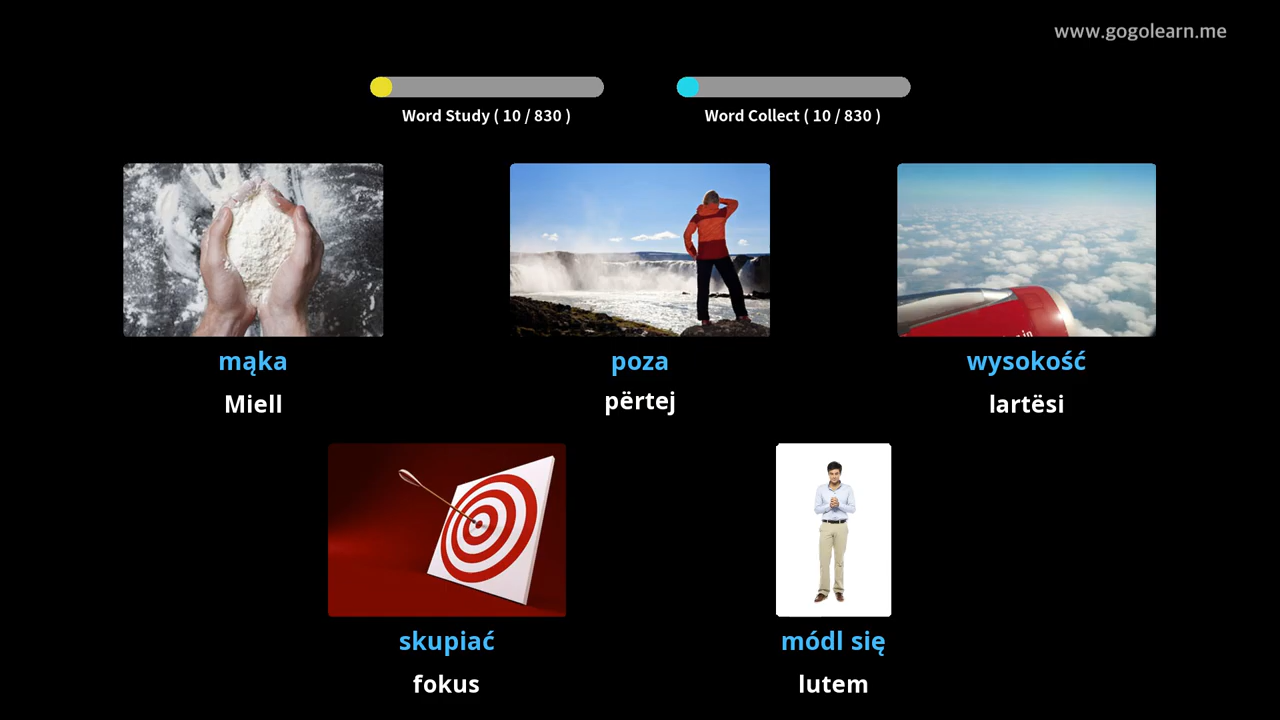 www.gogolearn.me
Word Study ( 10 / 830 )
Word Collect ( 10 / 830 )
mąka
Miell
poza
përtej
wysokość
lartësi
skupiać
fokus
módl się
lutem